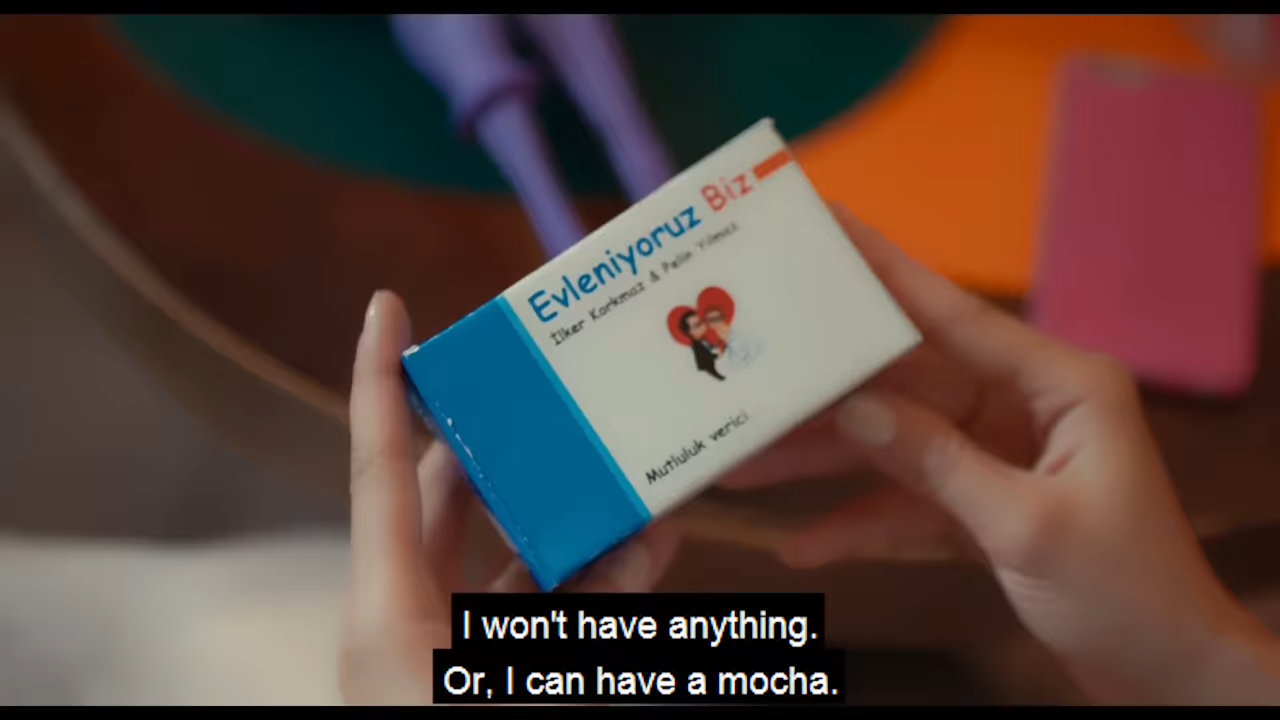 Evleniyoruz Biz
İlker Korkmaz & Pelin Yılmaz
Mutluluk verici.
I won't have anything.
Or, I can have a mocha.